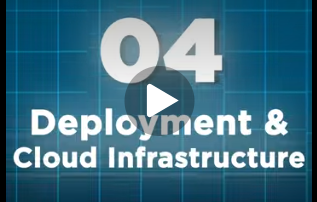 04
Deployment &
Cloud Infrastructure